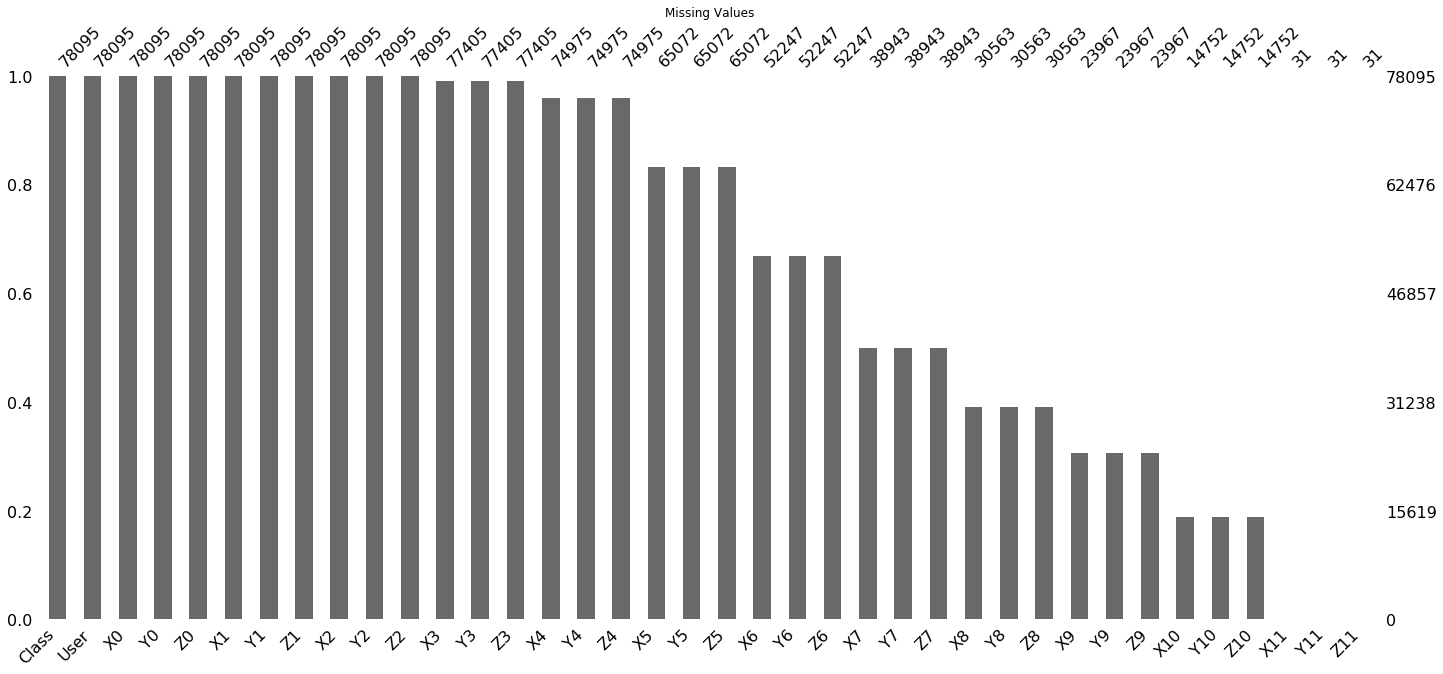 Missing Values
78095 78095 78095 78095 78095 78095 78095 78095 78095 78095 78095 77405 77405 77405 74975 74975 74975 65072 65072 65072 52247 52247 52247 38943 38943 38943 30563 30563 30563 23967 23967 23967 14752 14752 14752 31 31 31
1.0 78095
0.8 62476
0.6 46857
0.4 31238
0.2 15619
0.0 0
Class User X0 Y0 Z0 X1 Y1 Z1 X2 Y2 Z2 X3 Y3 Z3 X4 Y4 Z4 X5 Y5 Z5 X6 Y6 Z6 X7 Y7 Z7 X8 Y8 Z8 X9 Y9 Z9 X10 Y10 Z10 X11 Y11 Z11